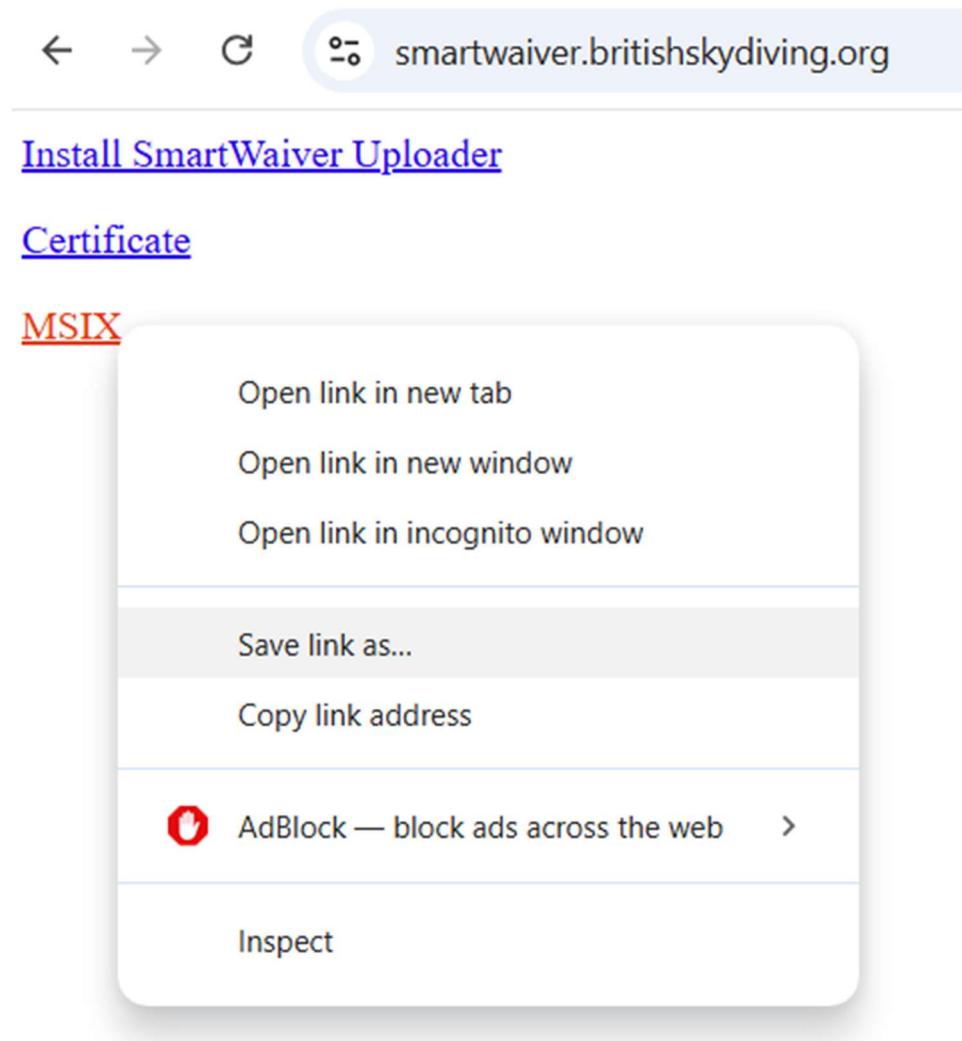 smartwaiver.britishskydiving.org
Install SmartWaiver Uploader
Certificate
MSIX
Open link in new tab
Open link in new window
Open link in incognito window
Save link as...
Copy link address
AdBlock — block ads across the web
Inspect